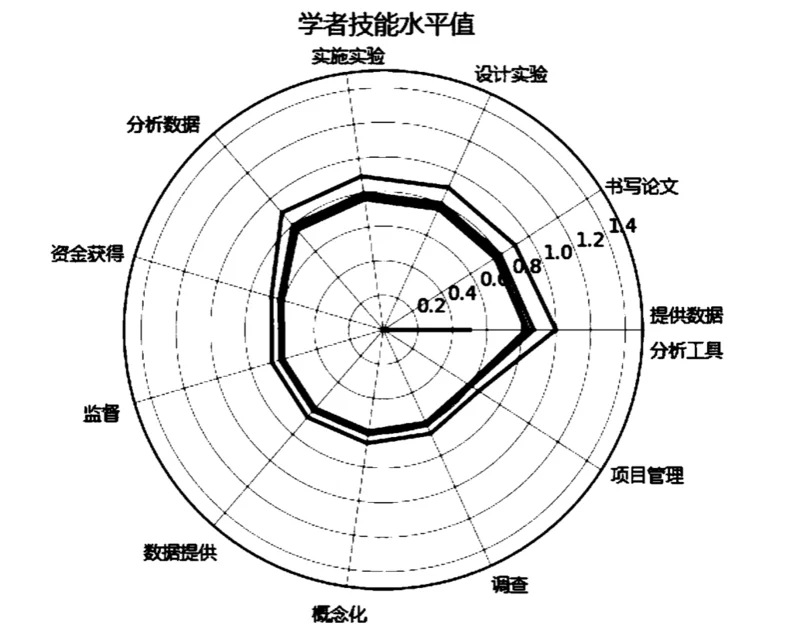 学者技能水平值
实施实验
设计实验
分析数据
书写论文
1.4
1.2
1.0
0.8
0.6
0.4
0.2
资金获得
提供数据
分析工具
监督
项目管理
数据提供
调查
概念化